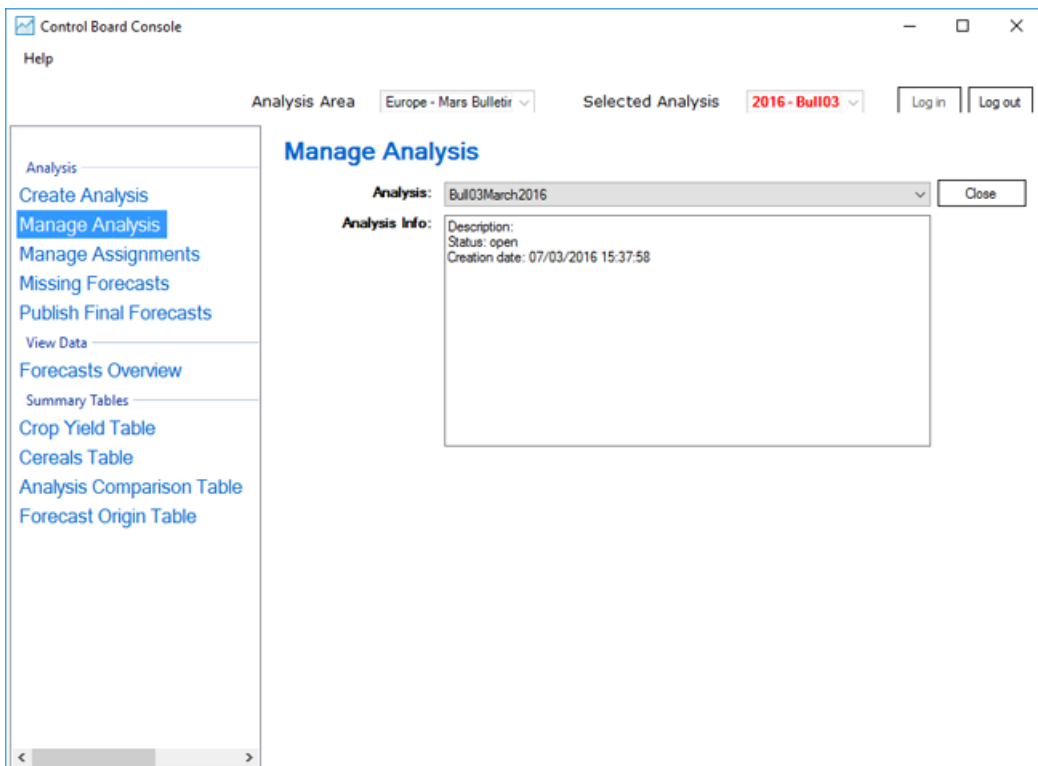 Control Board Console
Help
Analysis Area Europe - Mars Bulletir Selected Analysis 2016 - Bull03 Log in Log out
Analysis
Create Analysis
Manage Analysis
Manage Assignments
Missing Forecasts
Publish Final Forecasts
View Data
Forecasts Overview
Summary Tables
Crop Yield Table
Cereals Table
Analysis Comparison Table
Forecast Origin Table
Manage Analysis
Analysis: Bull03March2016 Close
Analysis Info: Description:
Status: open
Creation date: 07/03/2016 15:37:58